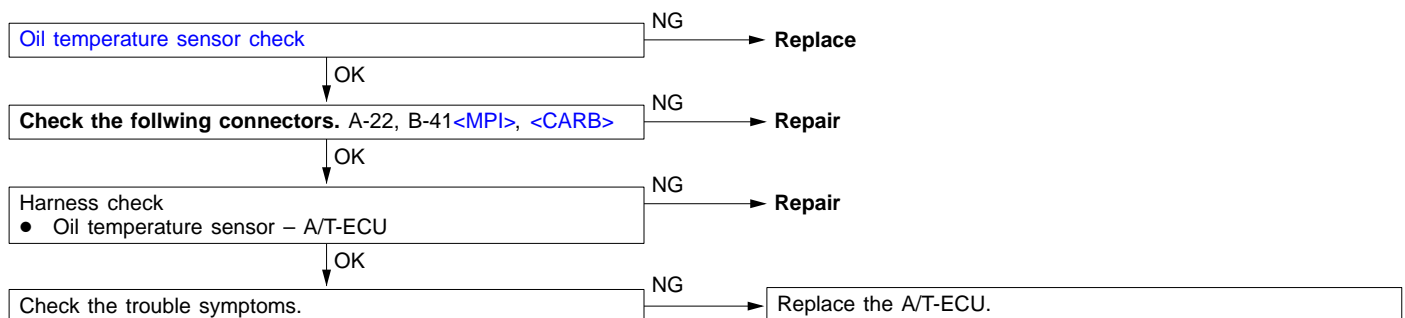 NG
Oil temperature sensor check
Replace
OK
NG
Check the follwing connectors. A-22, B-41<MPI>, <CARB>
Repair
OK
NG
Harness check
Repair
● Oil temperature sensor – A/T-ECU
OK
NG
Check the trouble symptoms.
Replace the A/T-ECU.